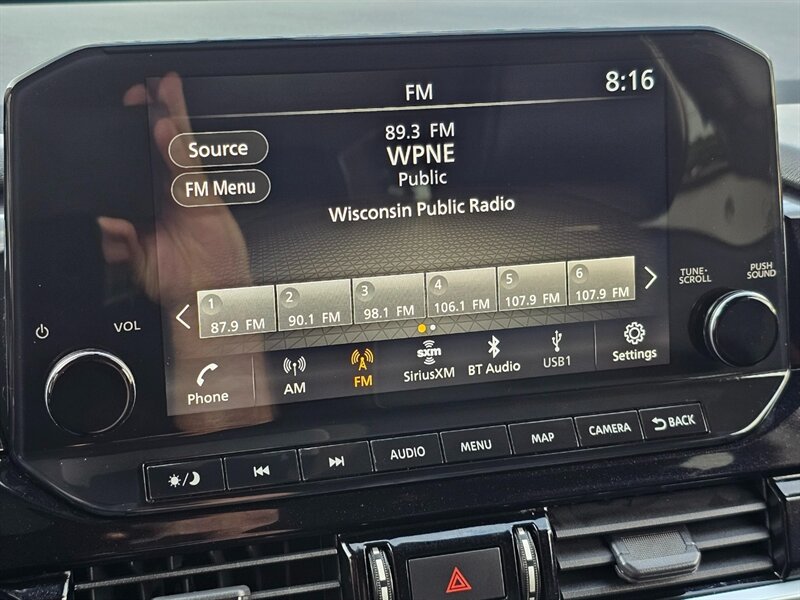 FM 8:16
Source
89.3 FM
WPNE
FM Menu
Public
Wisconsin Public Radio
1 2 3 4 5 6
87.9 FM 90.1 FM 98.1 FM 106.1 FM 107.9 FM 107.9 FM
Phone AM FM sxm SiriusXM BT Audio USB1 Settings
VOL
TUNE·SCROLL
PUSH SOUND
AUDIO MENU MAP CAMERA BACK